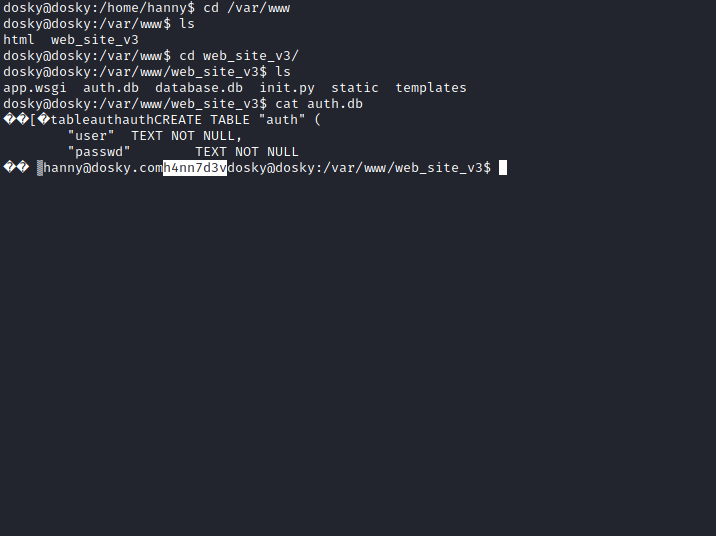 dosky@dosky:/home/hanny$ cd /var/www
dosky@dosky:/var/www$ ls
html  web_site_v3
dosky@dosky:/var/www$ cd web_site_v3/
dosky@dosky:/var/www/web_site_v3$ ls
app.wsgi  auth.db  database.db  init.py  static  templates
dosky@dosky:/var/www/web_site_v3$ cat auth.db
��[�tableauthauthCREATE TABLE "auth" (
        "user"  TEXT NOT NULL,
        "passwd"        TEXT NOT NULL
�� ▒hanny@dosky.comh4nn7d3vdosky@dosky:/var/www/web_site_v3$